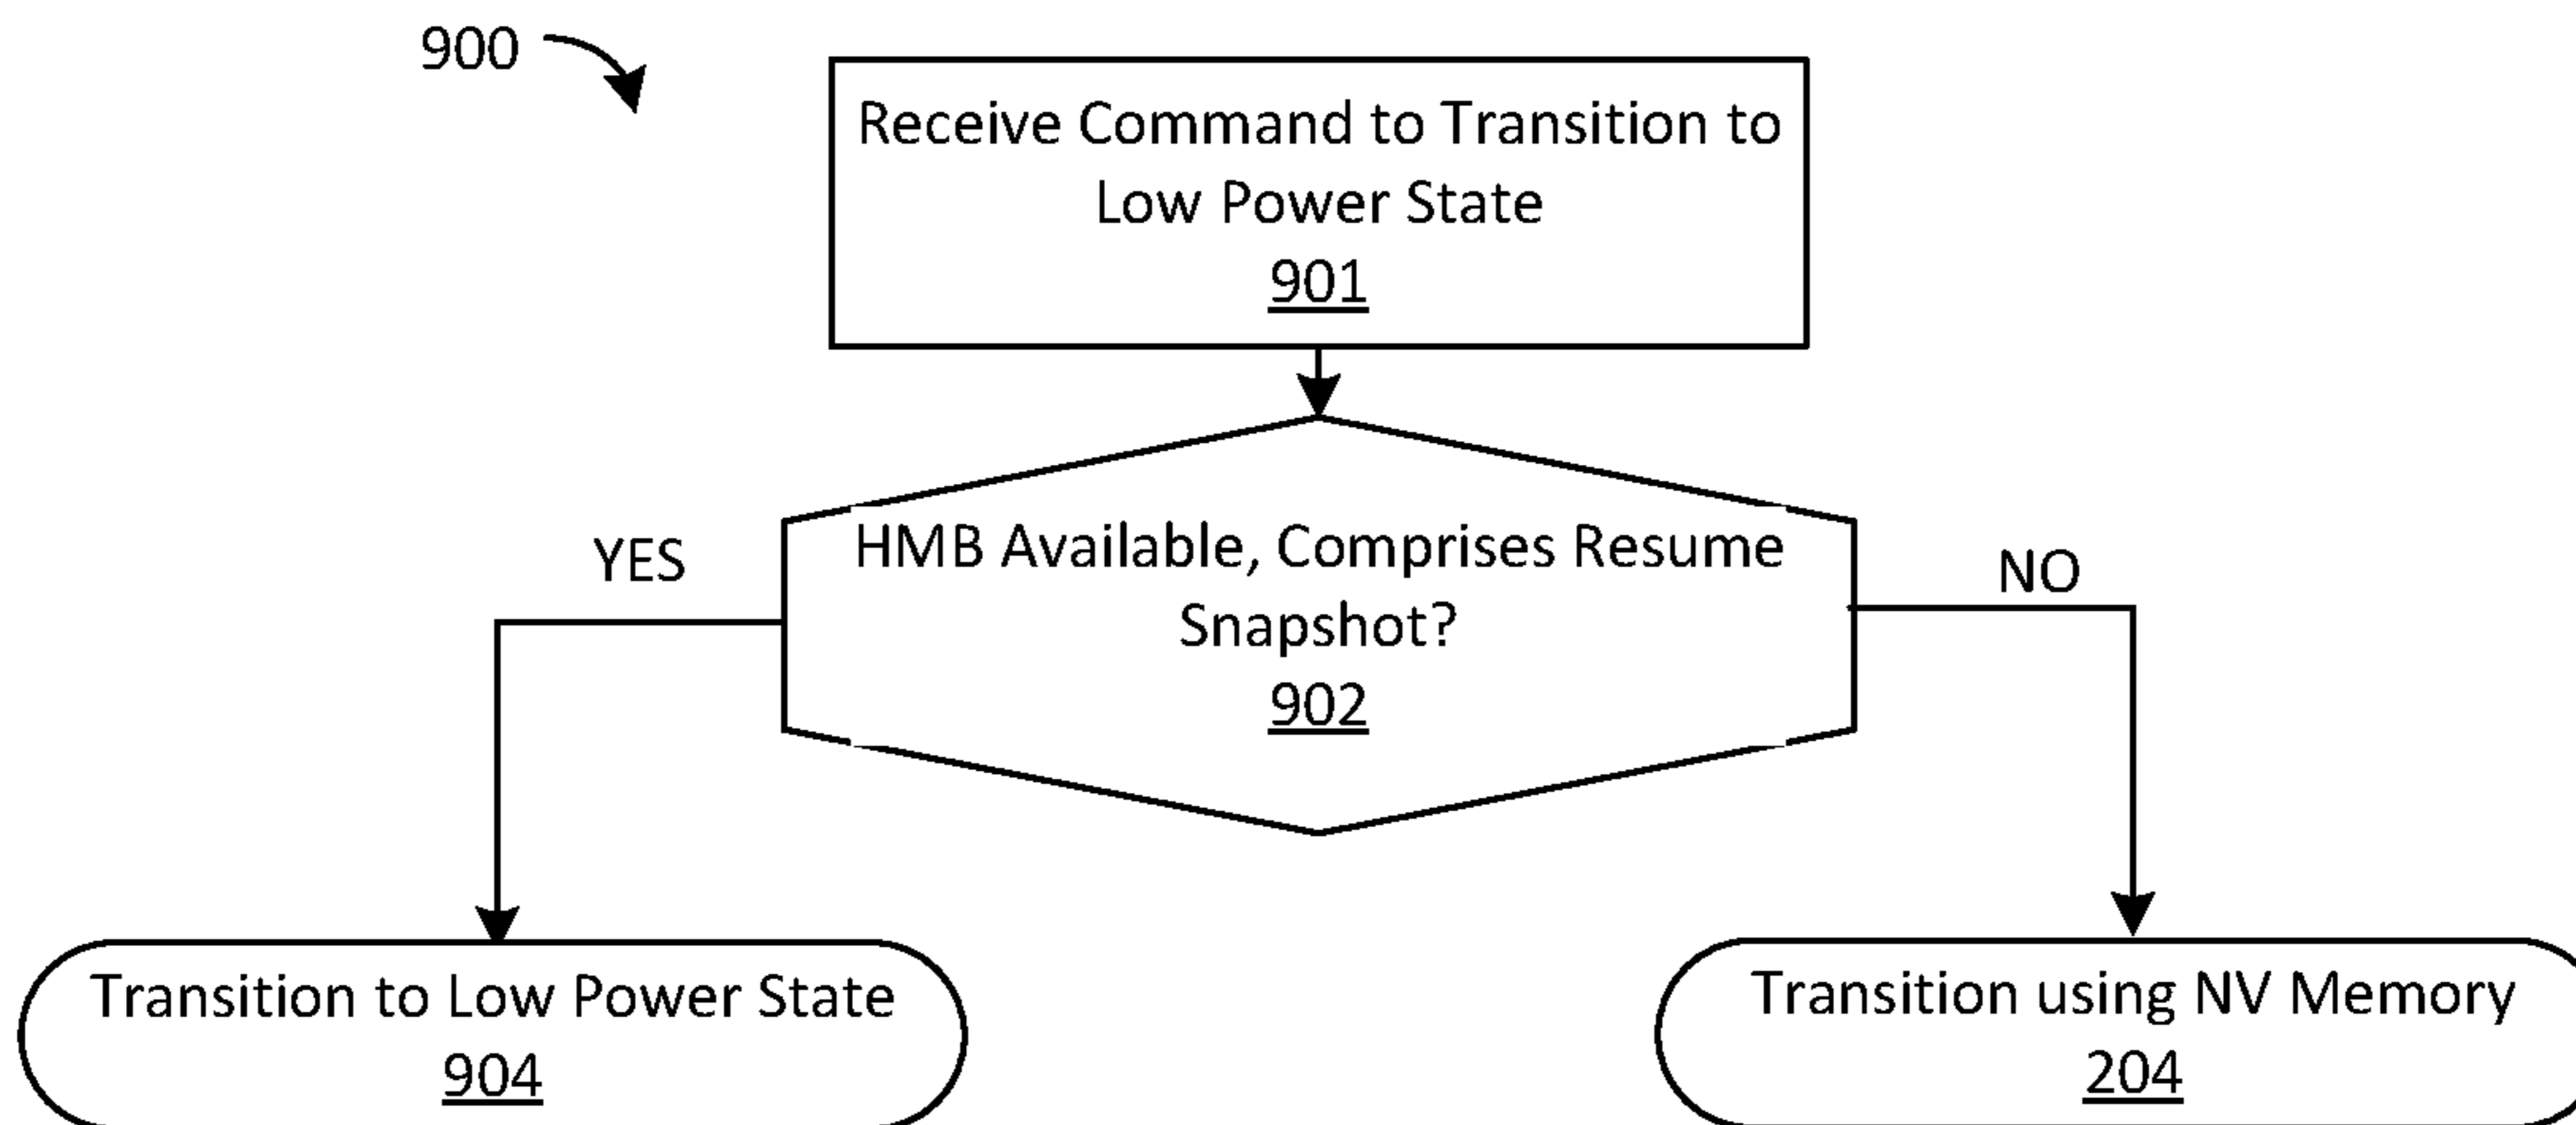 900
Receive Command to Transition to
Low Power State
901
HMB Available, Comprises Resume
Snapshot?
902
YES
NO
Transition to Low Power State
904
Transition using NV Memory
204